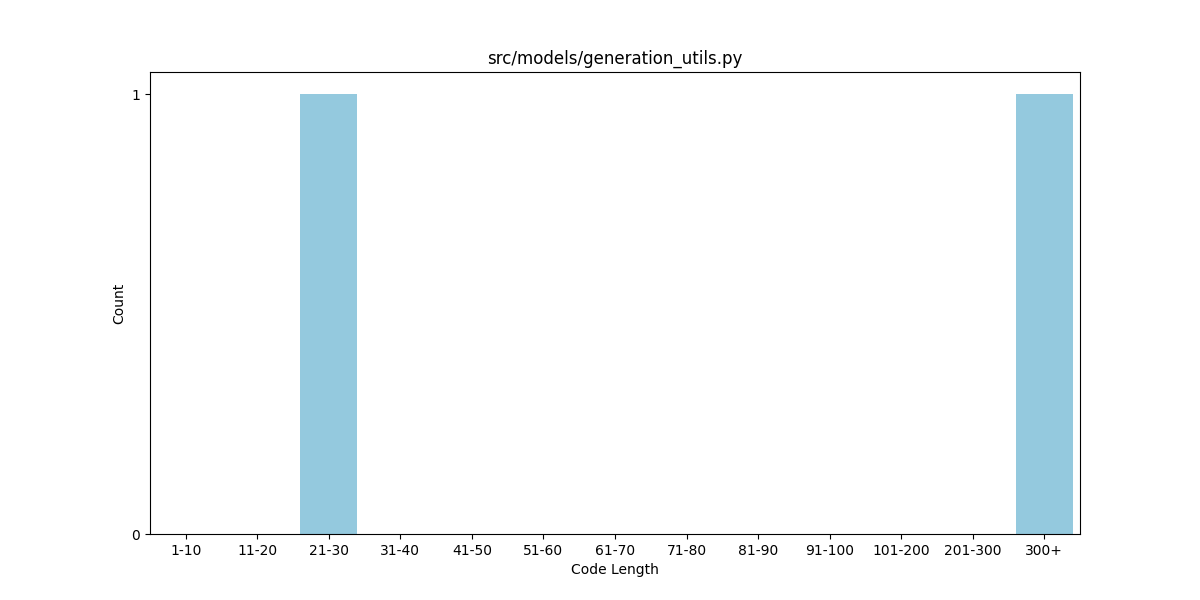 src/models/generation_utils.py
1
Count
0
1-10 11-20 21-30 31-40 41-50 51-60 61-70 71-80 81-90 91-100 101-200 201-300 300+
Code Length